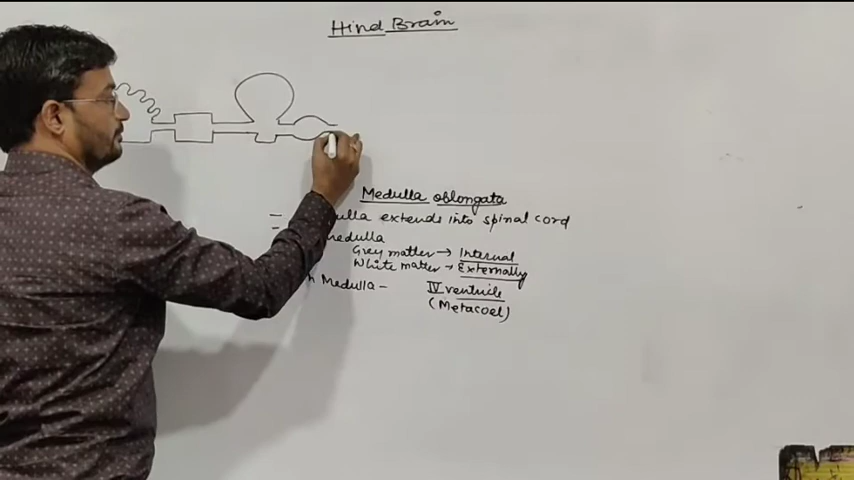 Hind Brain
Medulla oblongata
ulla extends into spinal cord
medulla
Grey matter → Internal
White matter → Externally
Medulla - IV ventricle
(Metacoel)